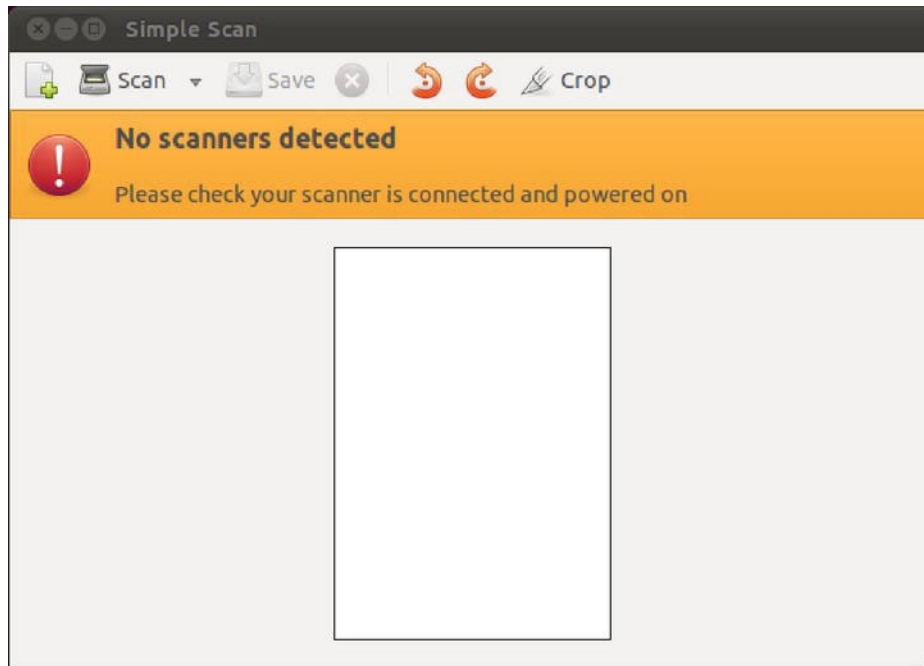 Simple Scan
Scan Save Crop
No scanners detected
Please check your scanner is connected and powered on